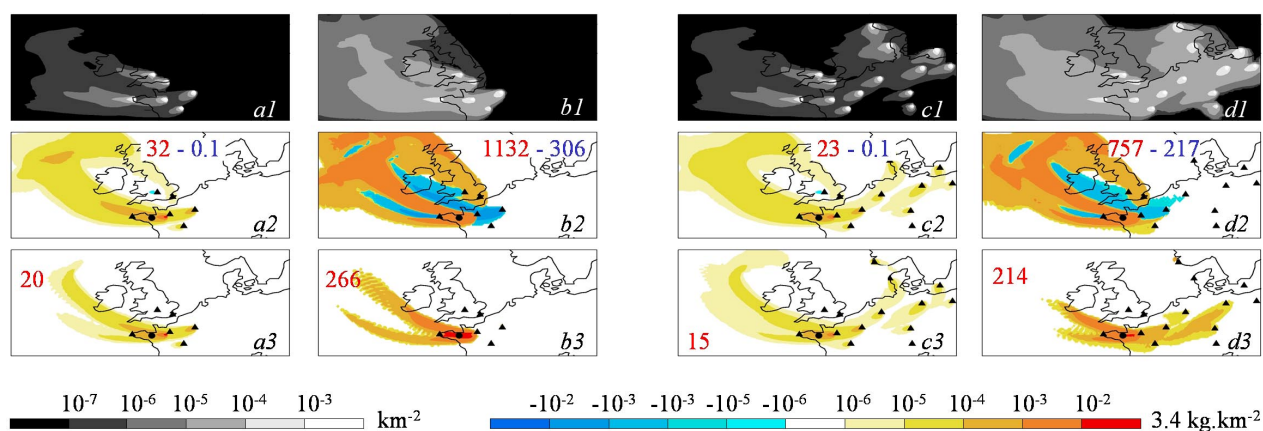 a1 b1 c1 d1
32 - 0.1 1132 - 306 23 - 0.1 757 - 217
a2 b2 c2 d2
20 266 15 214
a3 b3 c3 d3
10-7 10-6 10-5 10-4 10-3 km-2
-10-2 -10-3 -10-3 -10-5 -10-6 10-6 10-5 10-4 10-3 10-2 3.4 kg.km-2